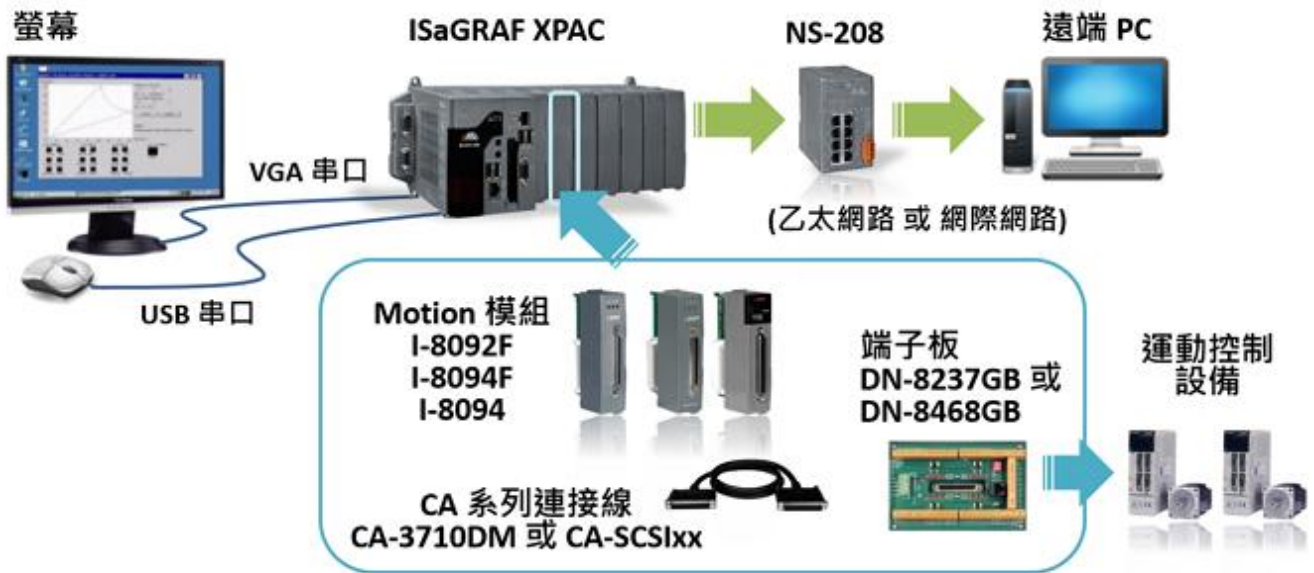 螢幕
ISaGRAF XPAC
NS-208
遠端 PC
VGA 串口
(乙太網路 或 網際網路)
USB 串口
Motion 模組
I-8092F
I-8094F
I-8094
端子板
DN-8237GB 或
DN-8468GB
運動控制
設備
CA 系列連接線
CA-3710DM 或 CA-SCSIxx